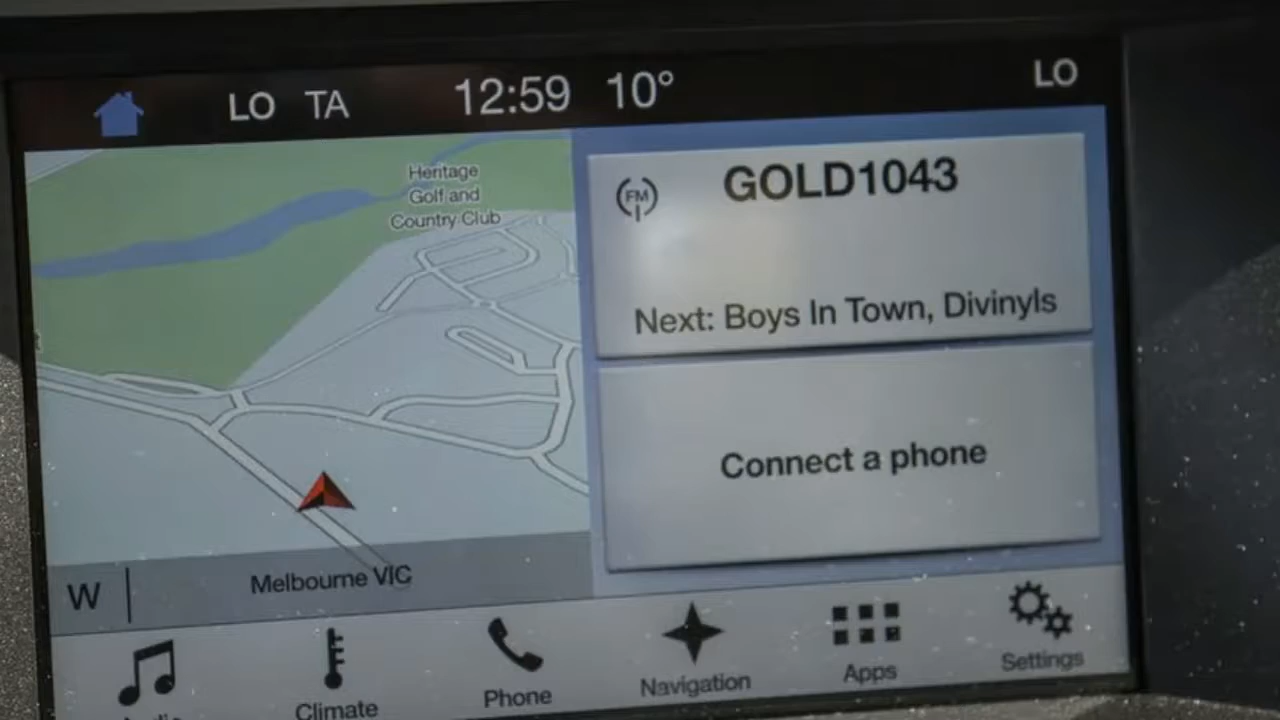 LO TA 12:59 10° LO
Heritage
Golf and
Country Club
FM
GOLD1043
Next: Boys In Town, Divinyls
Connect a phone
W
Melbourne VIC
Climate
Phone
Navigation
Apps
Settings